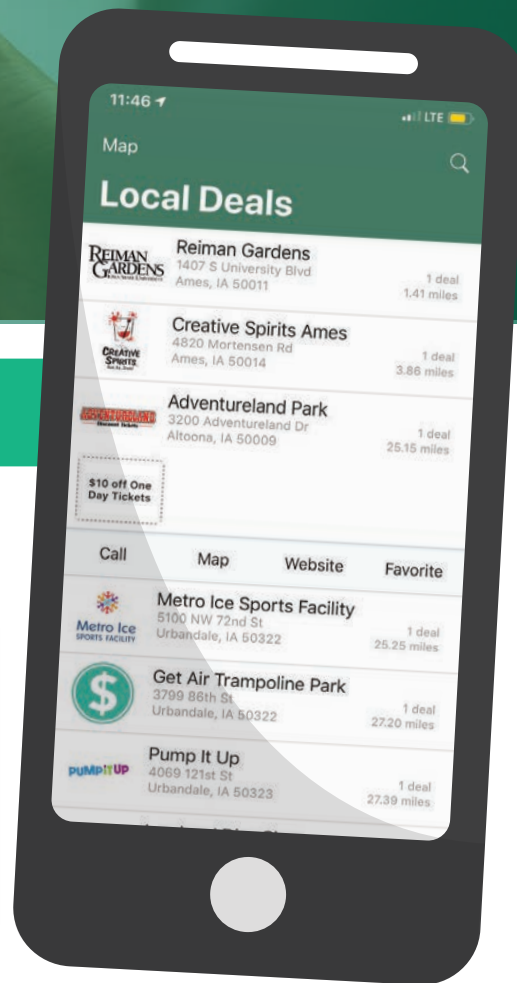 11:46
LTE
Map
Local Deals
REIMAN
GARDENS
Reiman Gardens
1407 S University Blvd
Ames, IA 50011
1 deal
1.41 miles
CREATIVE
SPIRITS
Creative Spirits Ames
4820 Mortensen Rd
Ames, IA 50014
1 deal
3.86 miles
Discount Tickets
Adventureland Park
3200 Adventureland Dr
Altoona, IA 50009
1 deal
25.15 miles
$10 off One
Day Tickets
Call
Map
Website
Favorite
Metro Ice
SPORTS FACILITY
Metro Ice Sports Facility
5100 NW 72nd St
Urbandale, IA 50322
1 deal
25.25 miles
$
Get Air Trampoline Park
3799 86th St
Urbandale, IA 50322
1 deal
27.20 miles
PUMP IT UP
Pump It Up
4069 121st St
Urbandale, IA 50323
1 deal
27.39 miles